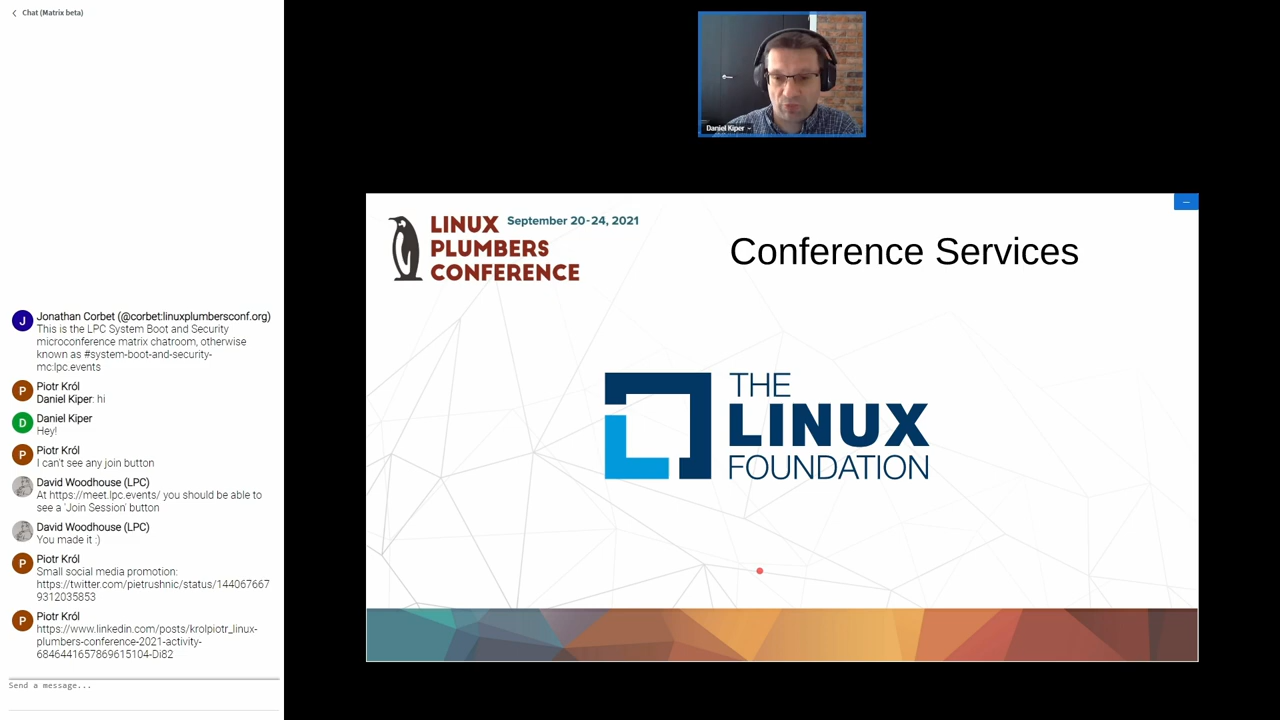 Chat (Matrix beta)
Jonathan Corbet (@corbet:linuxplumbersconf.org)
This is the LPC System Boot and Security
microconference matrix chatroom, otherwise
known as #system-boot-and-security-
mc:lpc.events
Piotr Król
Daniel Kiper: hi
Daniel Kiper
Hey!
Piotr Król
I can't see any join button
David Woodhouse (LPC)
At https://meet.lpc.events/ you should be able to
see a 'Join Session' button
David Woodhouse (LPC)
You made it :)
Piotr Król
Small social media promotion:
https://twitter.com/pietrushnic/status/144067667
9312035853
Piotr Król
https://www.linkedin.com/posts/krolpiotr_linux-
plumbers-conference-2021-activity-
6846441657869615104-Di82
Send a message...
J
P
D
P
P
P
Daniel Kiper
LINUX
PLUMBERS
CONFERENCE
September 20-24, 2021
Conference Services
THE
LINUX
FOUNDATION